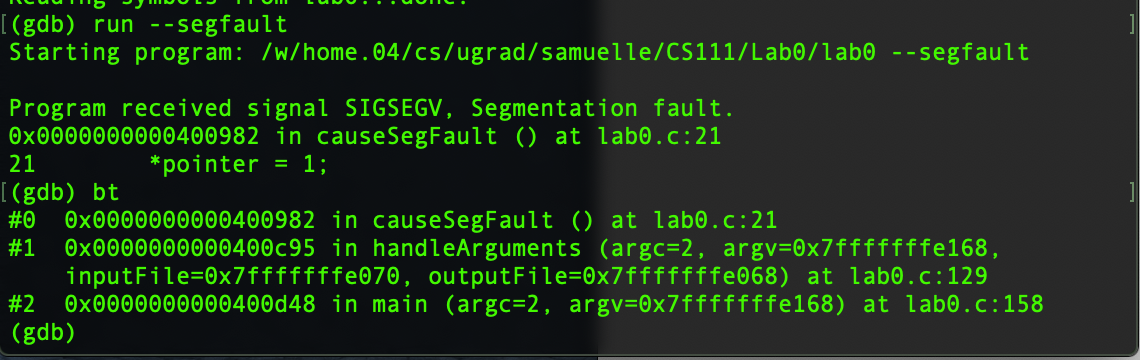 Reading symbols from lab0...done.
[(gdb) run --segfault ]
Starting program: /w/home.04/cs/ugrad/samuelle/CS111/Lab0/lab0 --segfault
Program received signal SIGSEGV, Segmentation fault.
0x0000000000400982 in causeSegFault () at lab0.c:21
21 *pointer = 1;
[(gdb) bt ]
#0 0x0000000000400982 in causeSegFault () at lab0.c:21
#1 0x0000000000400c95 in handleArguments (argc=2, argv=0x7fffffffe168,
inputFile=0x7fffffffe070, outputFile=0x7fffffffe068) at lab0.c:129
#2 0x0000000000400d48 in main (argc=2, argv=0x7fffffffe168) at lab0.c:158
(gdb)